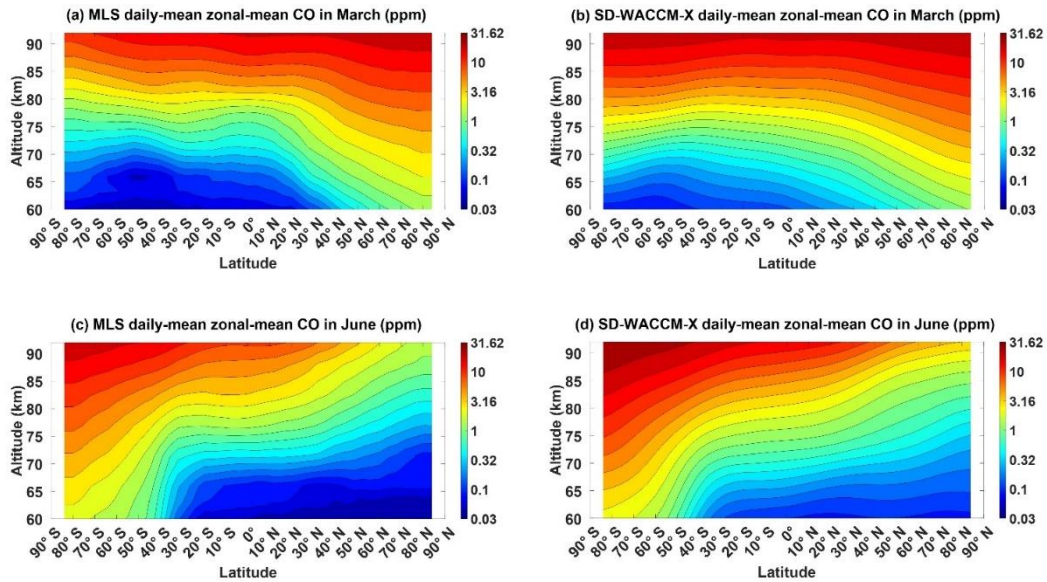 (a) MLS daily-mean zonal-mean CO in March (ppm)
Altitude (km)
90
85
80
75
70
65
60
90° S
80° S
70° S
60° S
50° S
40° S
30° S
20° S
10° S
0° S
10° N
20° N
30° N
40° N
50° N
60° N
70° N
80° N
90° N
Latitude
31.62
10
3.16
1
0.32
0.1
0.03
(b) SD-WACCM-X daily-mean zonal-mean CO in March (ppm)
Altitude (km)
90
85
80
75
70
65
60
90° S
80° S
70° S
60° S
50° S
40° S
30° S
20° S
10° S
0°
10° N
20° N
30° N
40° N
50° N
60° N
70° N
80° N
90° N
Latitude
31.62
10
3.16
1
0.32
0.1
0.03
(c) MLS daily-mean zonal-mean CO in June (ppm)
Altitude (km)
90
85
80
75
70
65
60
90° S
80° S
70° S
60° S
50° S
40° S
30° S
20° S
10° S
0°
10° N
20° N
30° N
40° N
50° N
60° N
70° N
80° N
90° N
Latitude
31.62
10
3.16
1
0.32
0.1
0.03
(d) SD-WACCM-X daily-mean zonal-mean CO in June (ppm)
Altitude (km)
90
85
80
75
70
65
60
90° S
80° S
70° S
60° S
50° S
40° S
30° S
20° S
10° S
0°
10° N
20° N
30° N
40° N
50° N
60° N
70° N
80° N
90° N
Latitude
31.62
10
3.16
1
0.32
0.1
0.03